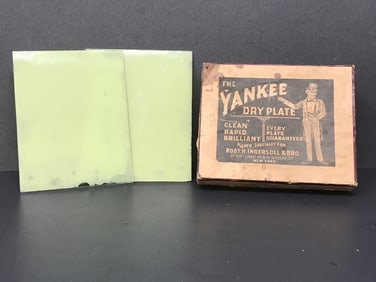 THE
YANKEE
DRY PLATE
CLEAN
RAPID
BRILLIANT
EVERY
PLATE
GUARANTEED
MADE SPECIALLY FOR
ROBT. H. INGERSOLL & BRO.
NEW YORK